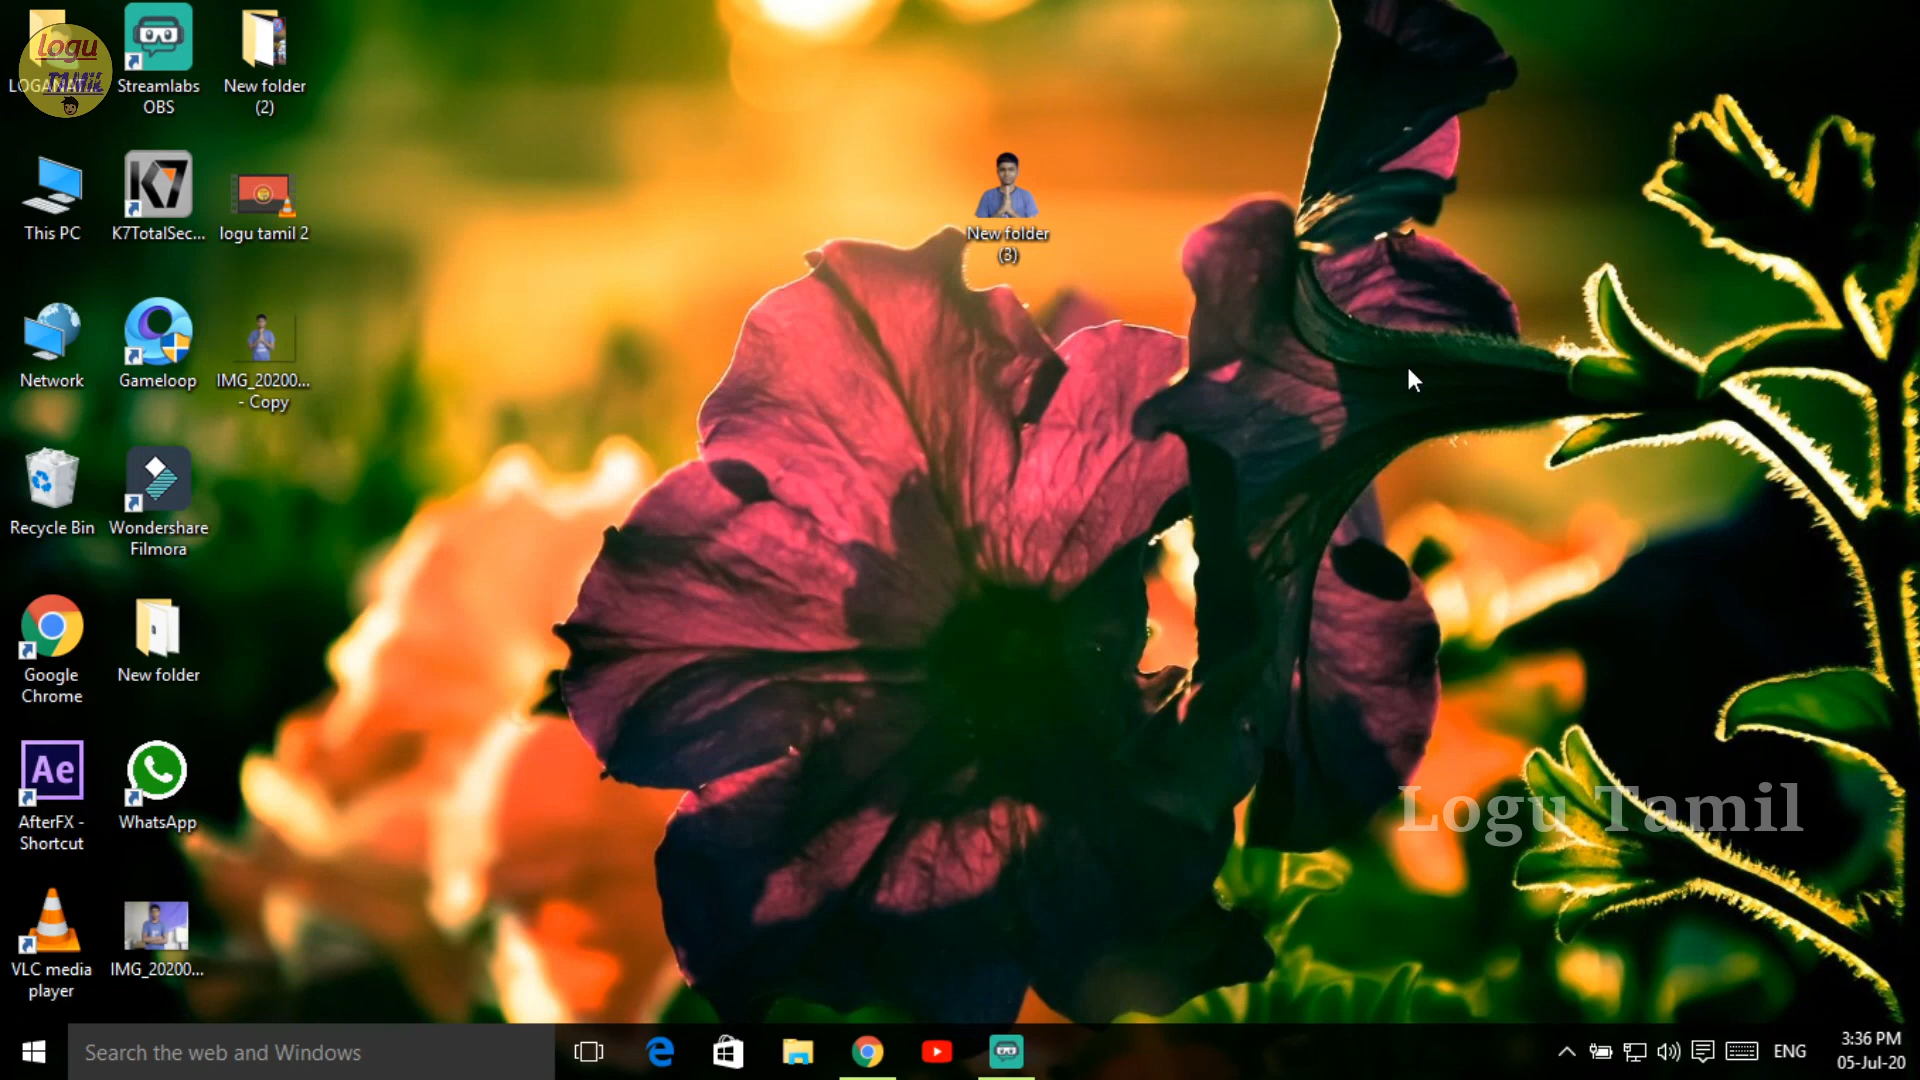 logu
TAMIL
Streamlabs
OBS
New folder
(2)
This PC
K7TotalSec...
logu tamil 2
New folder
(3)
Network
Gameloop
IMG_20200...
- Copy
Recycle Bin
Wondershare
Filmora
Google
Chrome
New folder
Ae
AfterFX -
Shortcut
WhatsApp
VLC media
player
IMG_20200...
Logu Tamil
Search the web and Windows
ENG
3:36 PM
05-Jul-20